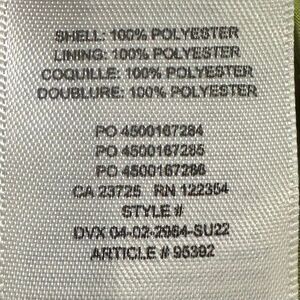 SHELL: 100% POLYESTER
LINING: 100% POLYESTER
COQUILLE: 100% POLYESTER
DOUBLURE: 100% POLYESTER
PO 4500167284
PO 4500167285
PO 4500167286
CA 23725 RN 122354
STYLE #
DVX 04-02-2964-SU22
ARTICLE # 95392